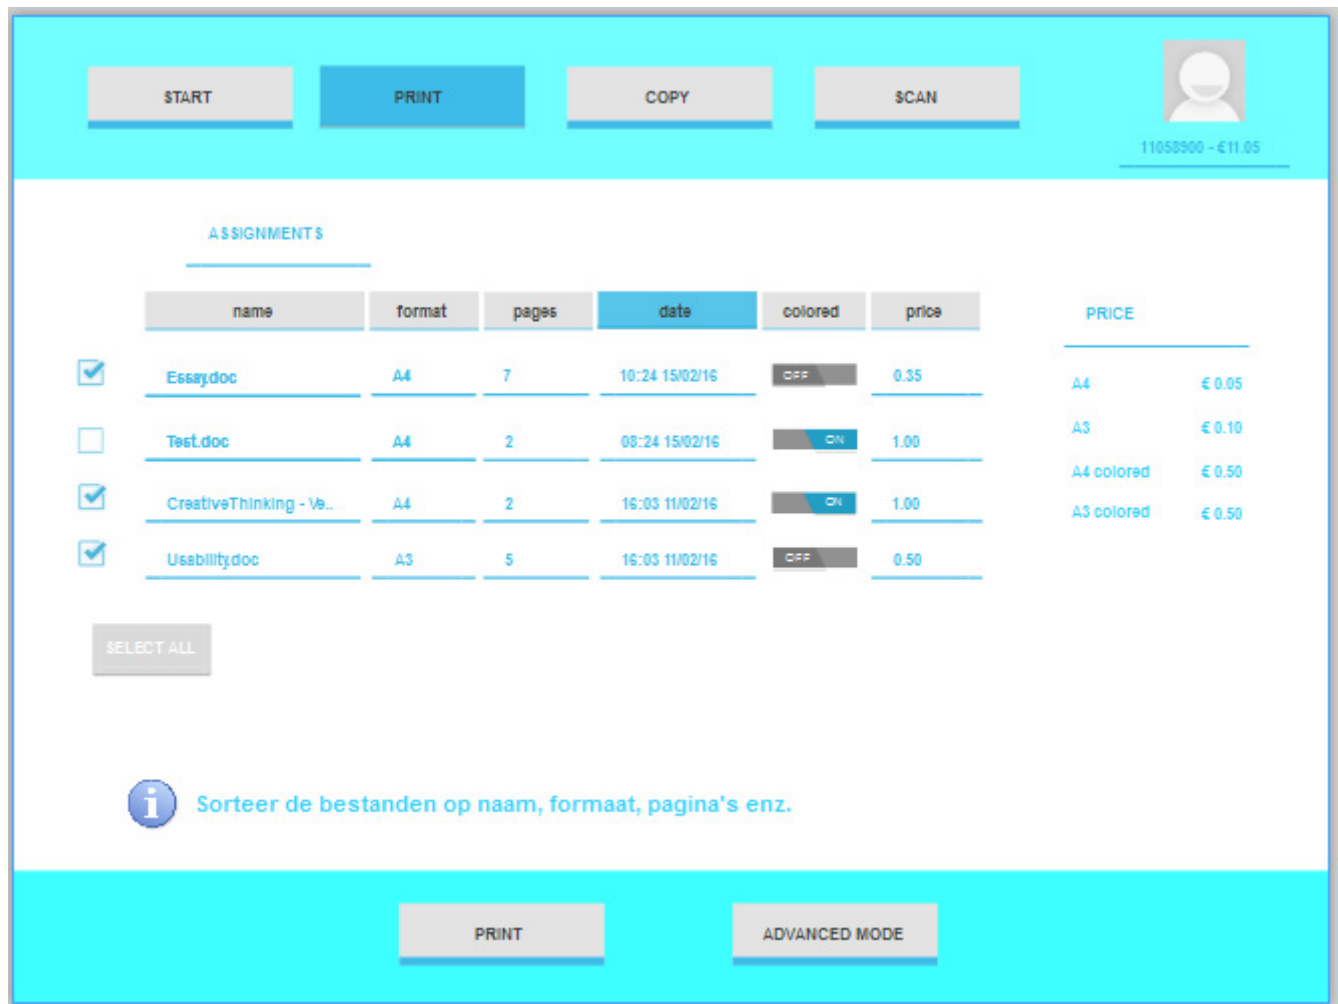 START PRINT COPY SCAN
11058900 - €11.05
ASSIGNMENTS
name format pages date colored price
PRICE
Essay.doc A4 7 10:24 15/02/16 OFF 0.35
A4 € 0.05
Test.doc A4 2 08:24 15/02/16 ON 1.00
A3 € 0.10
A4 colored € 0.50
CreativeThinking - Ve.. A4 2 16:03 11/02/16 ON 1.00
A3 colored € 0.50
Usability.doc A3 5 16:03 11/02/16 OFF 0.50
SELECT ALL
Sorteer de bestanden op naam, formaat, pagina's enz.
PRINT ADVANCED MODE